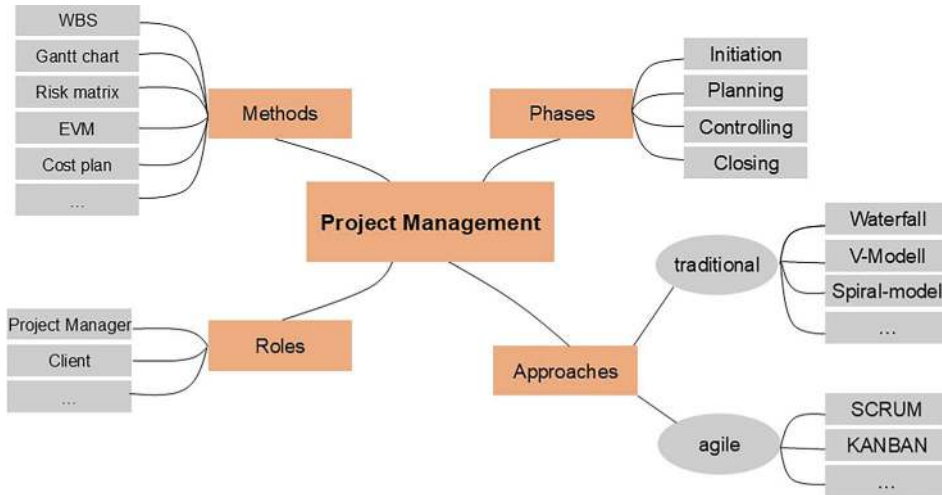 WBS
Gantt chart
Risk matrix
EVM
Cost plan
...
Methods
Phases
Initiation
Planning
Controlling
Closing
Project Management
Project Manager
Client
...
Roles
Approaches
traditional
Waterfall
V-Modell
Spiral-model
...
agile
SCRUM
KANBAN
...